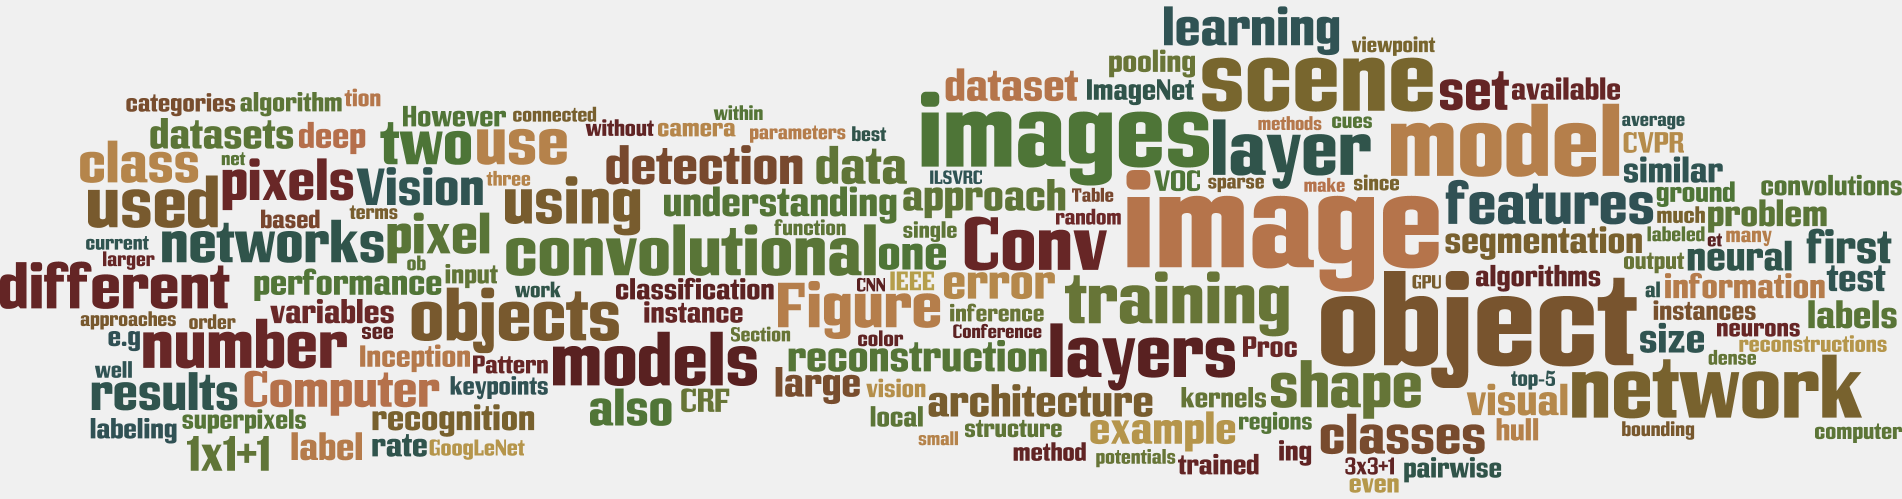 learning
viewpoint
pooling
scene
dataset
ImageNet
set
available
categories
algorithm
tion
images
However
connected
within
model
methods
cues
average
datasets
deep
two
use
without
camera
parameters
best
layer
CVPR
class
net
pixels
Vision
three
detection
data
ILSVRC
VOC
sparse
make
since
similar
used
using
understanding
approach
Table
image
features
ground
convolutions
based
terms
pixel
function
single
random
much
problem
current
networks
convolutional
one
Conv
segmentation
labeled
et
many
first
larger
ob
output
neural
different
performance
input
work
classification
CNN
IEEE
error
training
GPU
algorithms
al
information
test
approaches
order
variables
objects
instance
Figure
inference
object
instances
labels
e.g
number
see
Section
color
Conference
size
neurons
reconstructions
Inception
Pattern
models
reconstruction
layers
Proc
dense
well
results
Computer
keypoints
large
vision
architecture
kernels
shape
top-5
visual
network
superpixels
recognition
also
CRF
local
structure
example
regions
classes
hull
bounding
computer
labeling
1x1+1
label
rate
GoogLeNet
small
method
potentials
trained
ing
3x3+1
pairwise
even